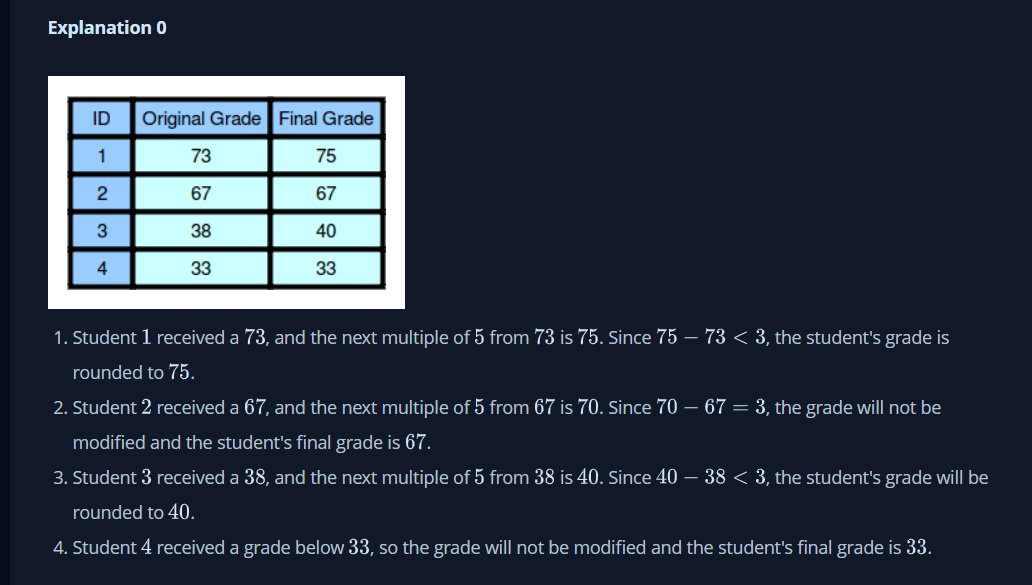 Explanation 0
ID Original Grade Final Grade
1 73 75
2 67 67
3 38 40
4 33 33
1. Student 1 received a 73, and the next multiple of 5 from 73 is 75. Since 75 − 73 < 3, the student's grade is
rounded to 75.
2. Student 2 received a 67, and the next multiple of 5 from 67 is 70. Since 70 − 67 = 3, the grade will not be
modified and the student's final grade is 67.
3. Student 3 received a 38, and the next multiple of 5 from 38 is 40. Since 40 − 38 < 3, the student's grade will be
rounded to 40.
4. Student 4 received a grade below 33, so the grade will not be modified and the student's final grade is 33.